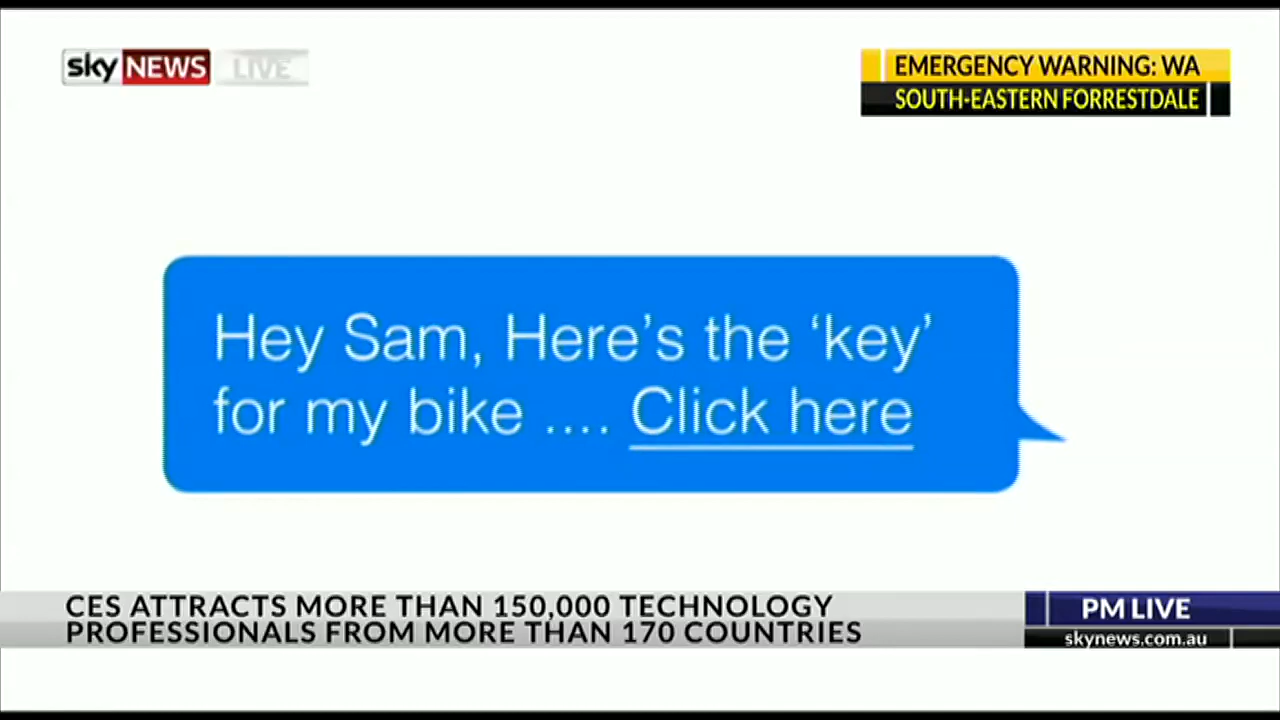 sky NEWS LIVE
EMERGENCY WARNING: WA
SOUTH-EASTERN FORRESTDALE
Hey Sam, Here’s the ‘key’
for my bike .... Click here
CES ATTRACTS MORE THAN 150,000 TECHNOLOGY
PROFESSIONALS FROM MORE THAN 170 COUNTRIES
PM LIVE
skynews.com.au